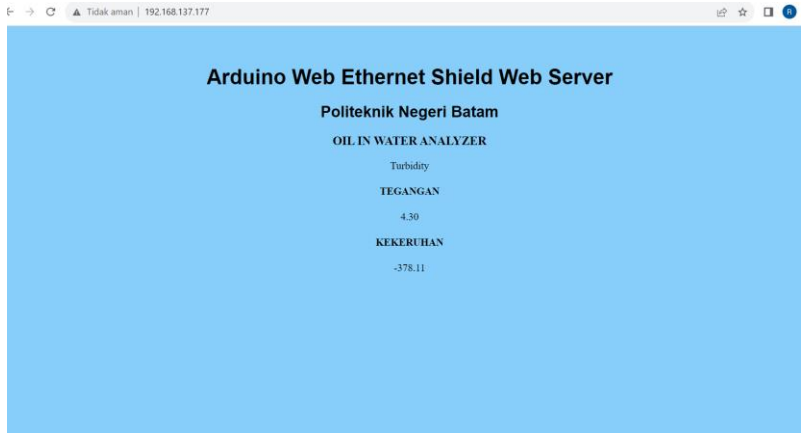 Tidak aman | 192.168.137.177
R
Arduino Web Ethernet Shield Web Server
Politeknik Negeri Batam
OIL IN WATER ANALYZER
Turbidity
TEGANGAN
4.30
KEKERUHAN
-378.11